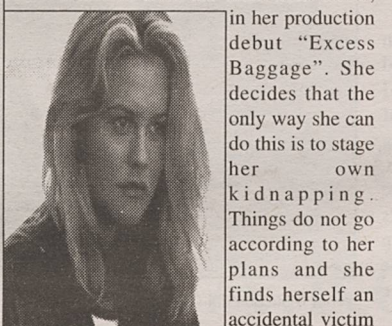 in her production
debut “Excess
Baggage”. She
decides that the
only way she can
do this is to stage
her own
kidnapping.
Things do not go
according to her
plans and she
finds herself an
accidental victim